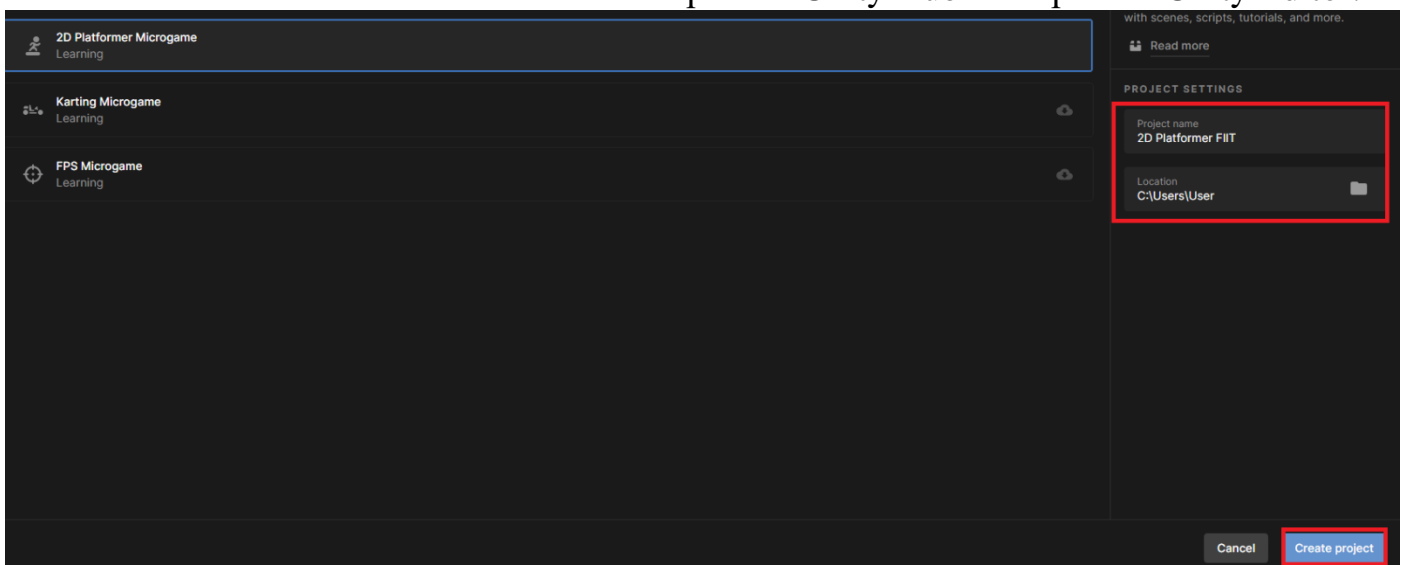 with scenes, scripts, tutorials, and more.
Read more
2D Platformer Microgame
Learning
Karting Microgame
Learning
FPS Microgame
Learning
PROJECT SETTINGS
Project name
2D Platformer FIIT
Location
C:\Users\User
Cancel
Create project